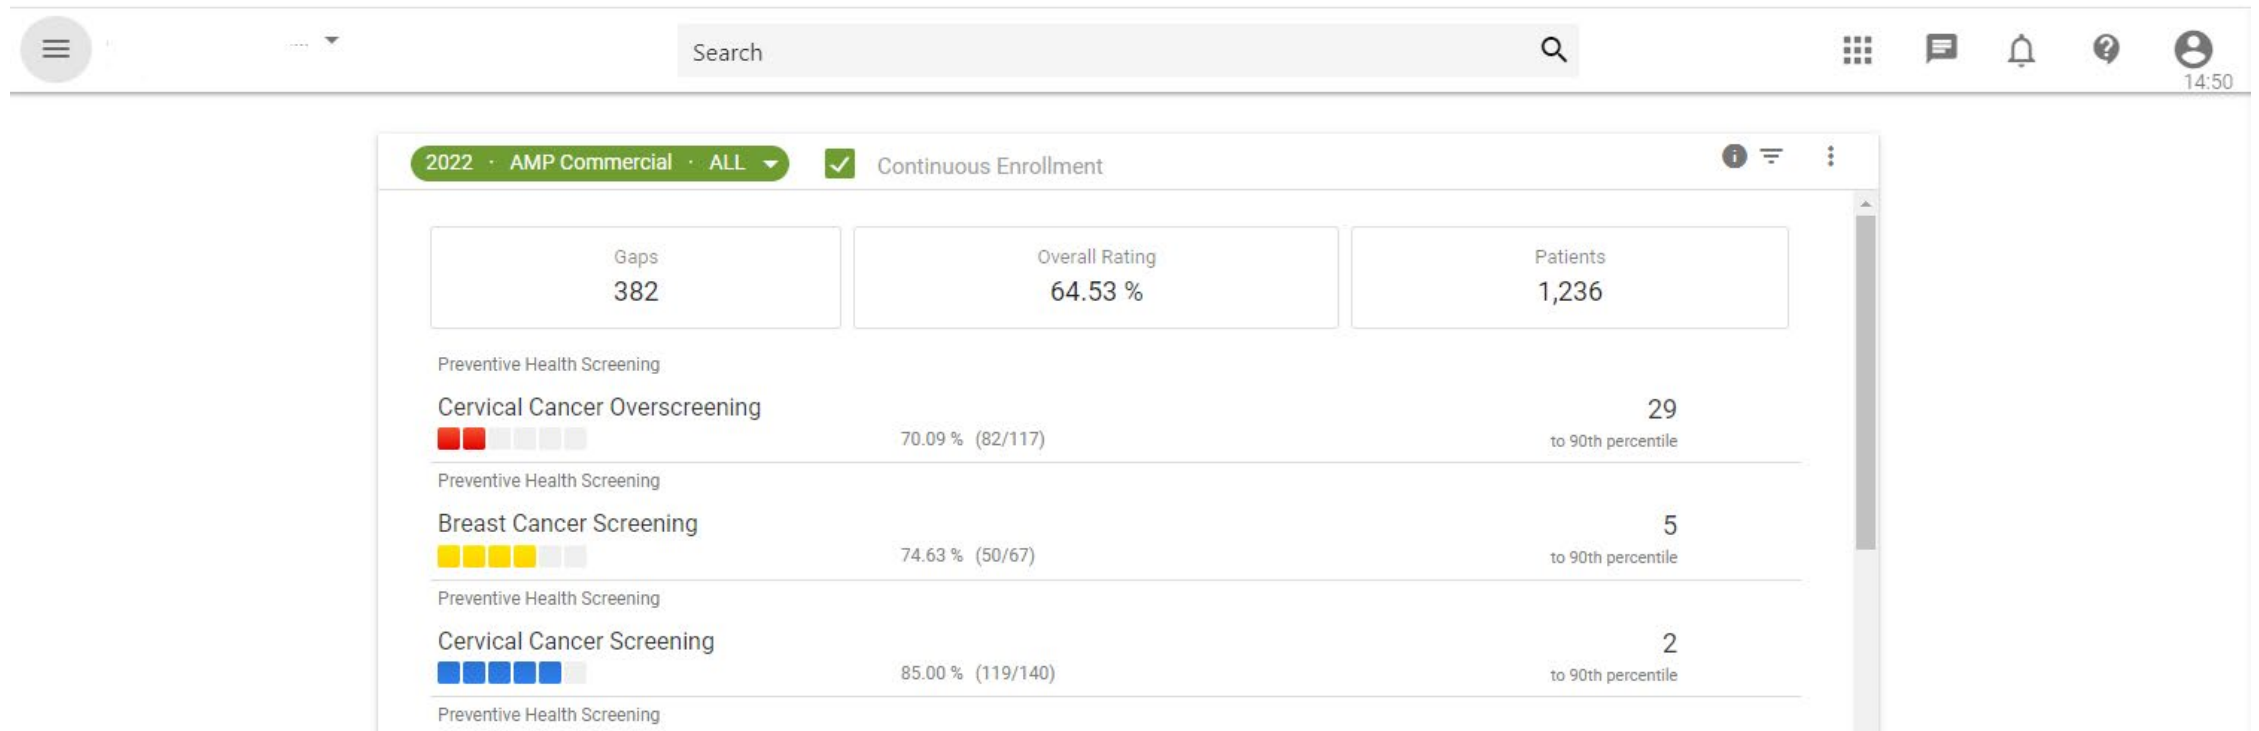 Search
14:50
2022 · AMP Commercial · ALL
Continuous Enrollment
Gaps
382
Overall Rating
64.53 %
Patients
1,236
Preventive Health Screening
Cervical Cancer Overscreening
70.09 % (82/117)
29
to 90th percentile
Preventive Health Screening
Breast Cancer Screening
74.63 % (50/67)
5
to 90th percentile
Preventive Health Screening
Cervical Cancer Screening
85.00 % (119/140)
2
to 90th percentile
Preventive Health Screening